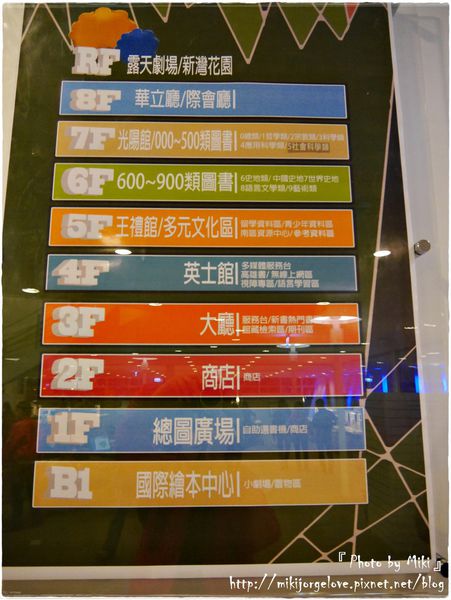 RF 露天劇場/新灣花園
8F 華立廳/際會廳
7F 光陽館/000~500類圖書 0總類/1哲學類/2宗教類/3科學類
4應用科學類/5社會科學類
6F 600~900類圖書 6史地類/中國史地7世界史地
8語言文學類/9藝術類
5F 王禮館/多元文化區 留學資料區/青少年資料區
南區資源中心/參考資料區
4F 英士館 多媒體服務台
高雄書/無線上網區
視障專區/語言學習區
3F 大廳 服務台/新書熱門書
館藏檢索區/期刊區
2F 商店 商店
1F 總圖廣場 自助還書機/商店
B1 國際繪本中心 小劇場/置物區
『Photo by Miki』
http://mikijorgelove.pixnet.net/blog